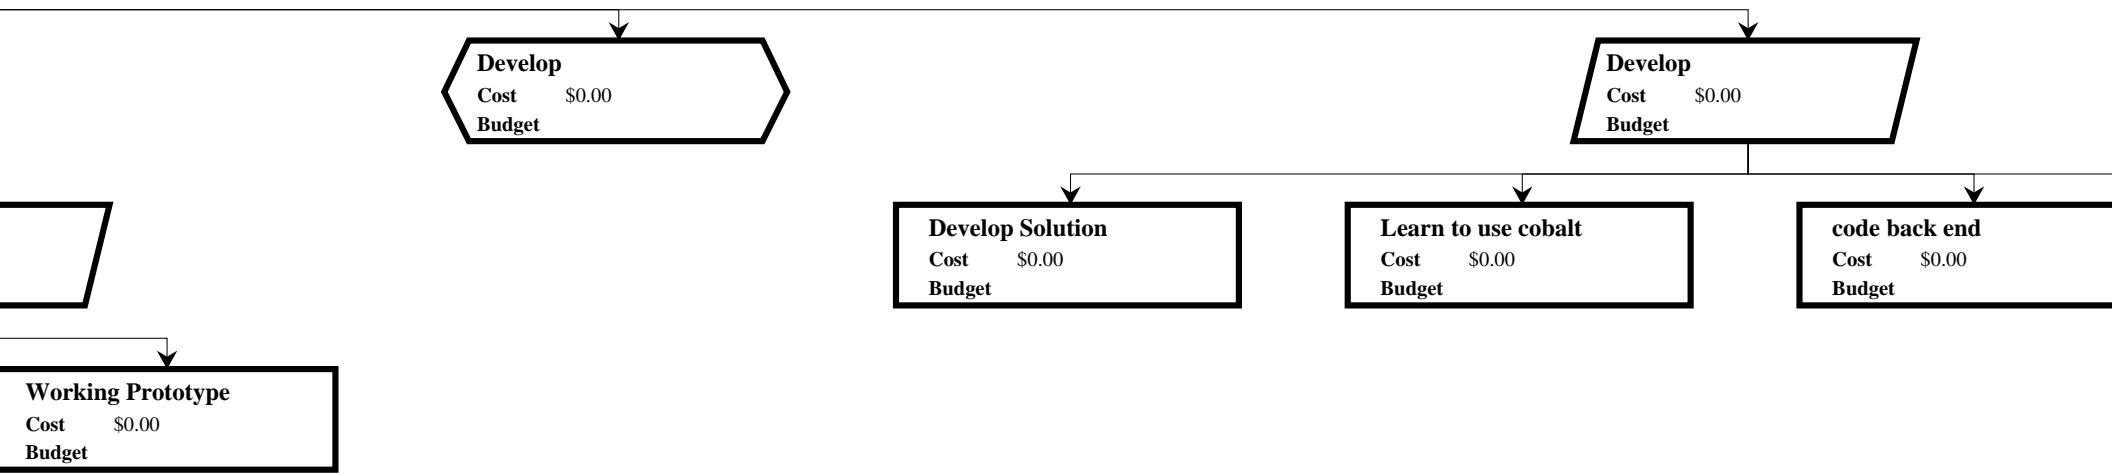 Develop
Cost $0.00
Budget
Develop
Cost $0.00
Budget
Develop Solution
Cost $0.00
Budget
Learn to use cobalt
Cost $0.00
Budget
code back end
Cost $0.00
Budget
Working Prototype
Cost $0.00
Budget